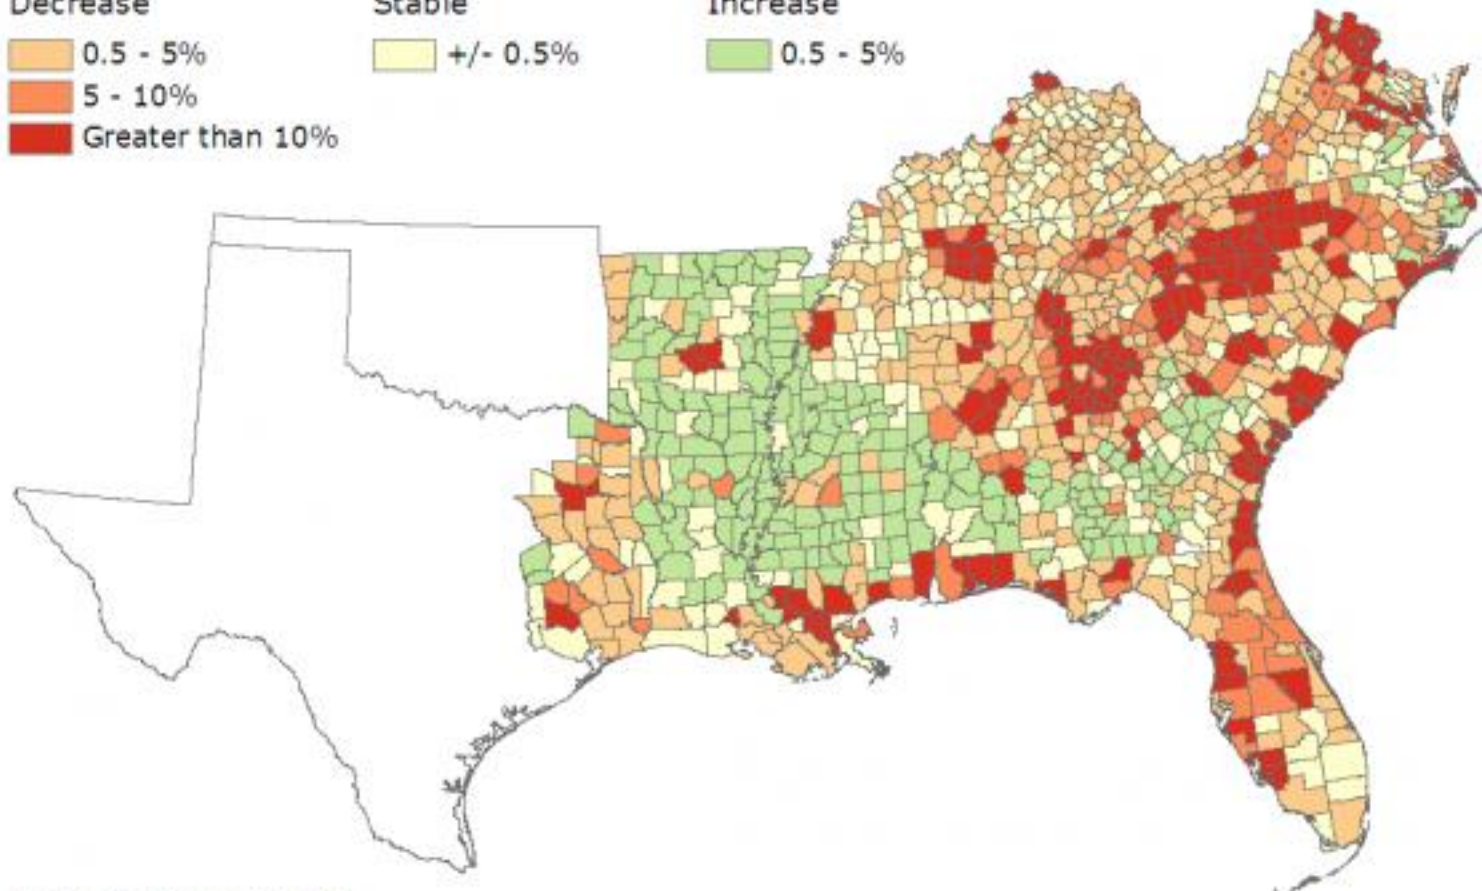 Decrease
Stable
Increase
0.5 - 5%
+/- 0.5%
0.5 - 5%
5 - 10%
Greater than 10%